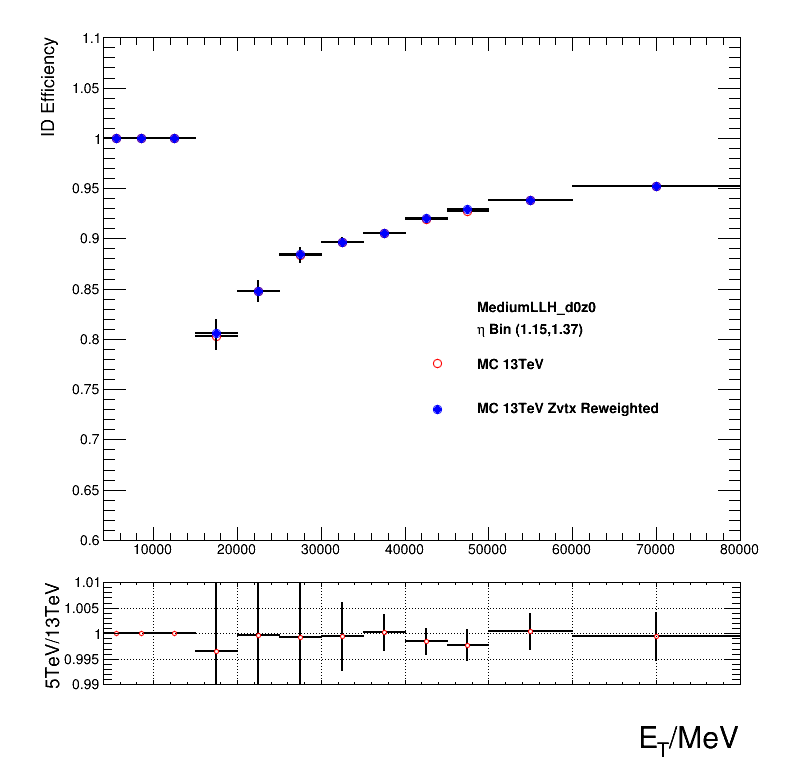 ID Efficiency
1.1
1.05
1
0.95
0.9
0.85
0.8
0.75
0.7
0.65
0.6
MediumLLH_d0z0
η Bin (1.15,1.37)
MC 13TeV
MC 13TeV Zvtx Reweighted
10000 20000 30000 40000 50000 60000 70000 80000
5TeV/13TeV
1.01
1.005
1
0.995
0.99
E_T/MeV